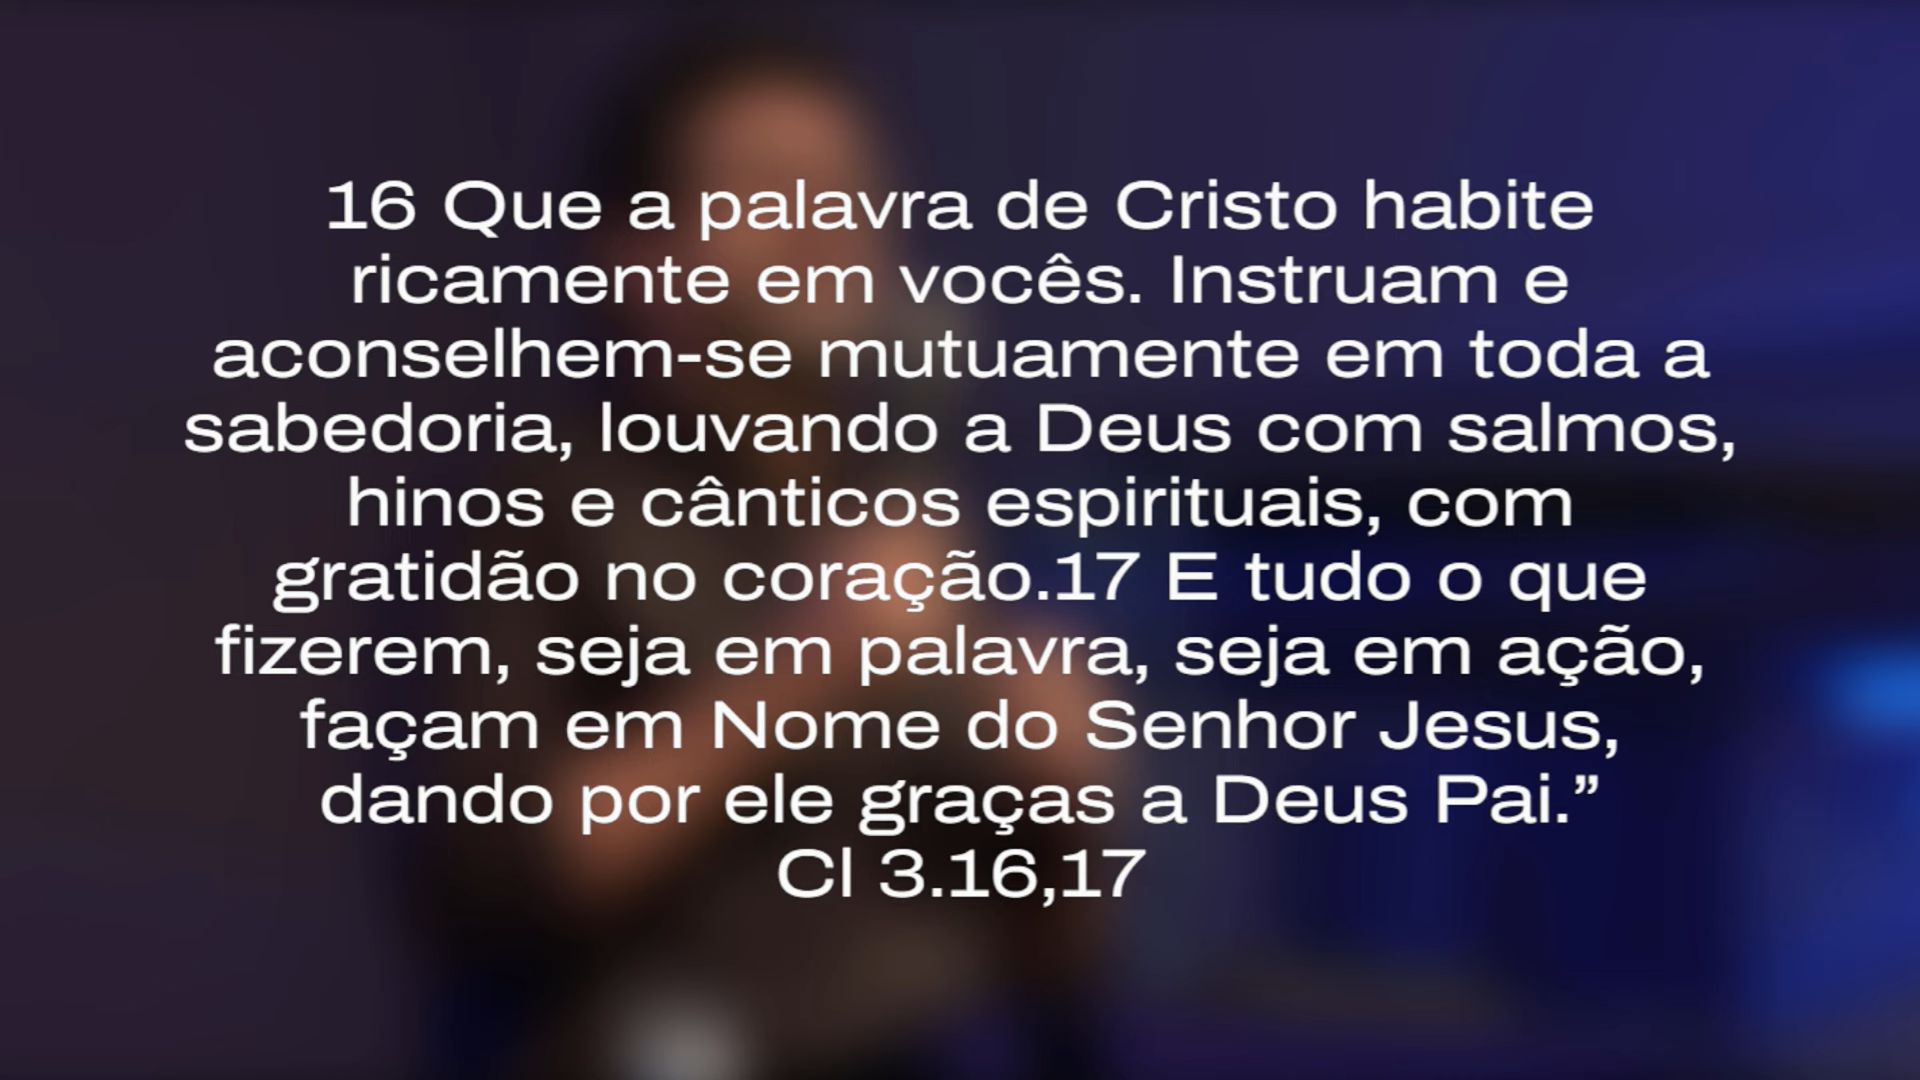 16 Que a palavra de Cristo habite
ricamente em vocês. Instruam e
aconselhem-se mutuamente em toda a
sabedoria, louvando a Deus com salmos,
hinos e cânticos espirituais, com
gratidão no coração.17 E tudo o que
fizerem, seja em palavra, seja em ação,
façam em Nome do Senhor Jesus,
dando por ele graças a Deus Pai.”
Cl 3.16,17